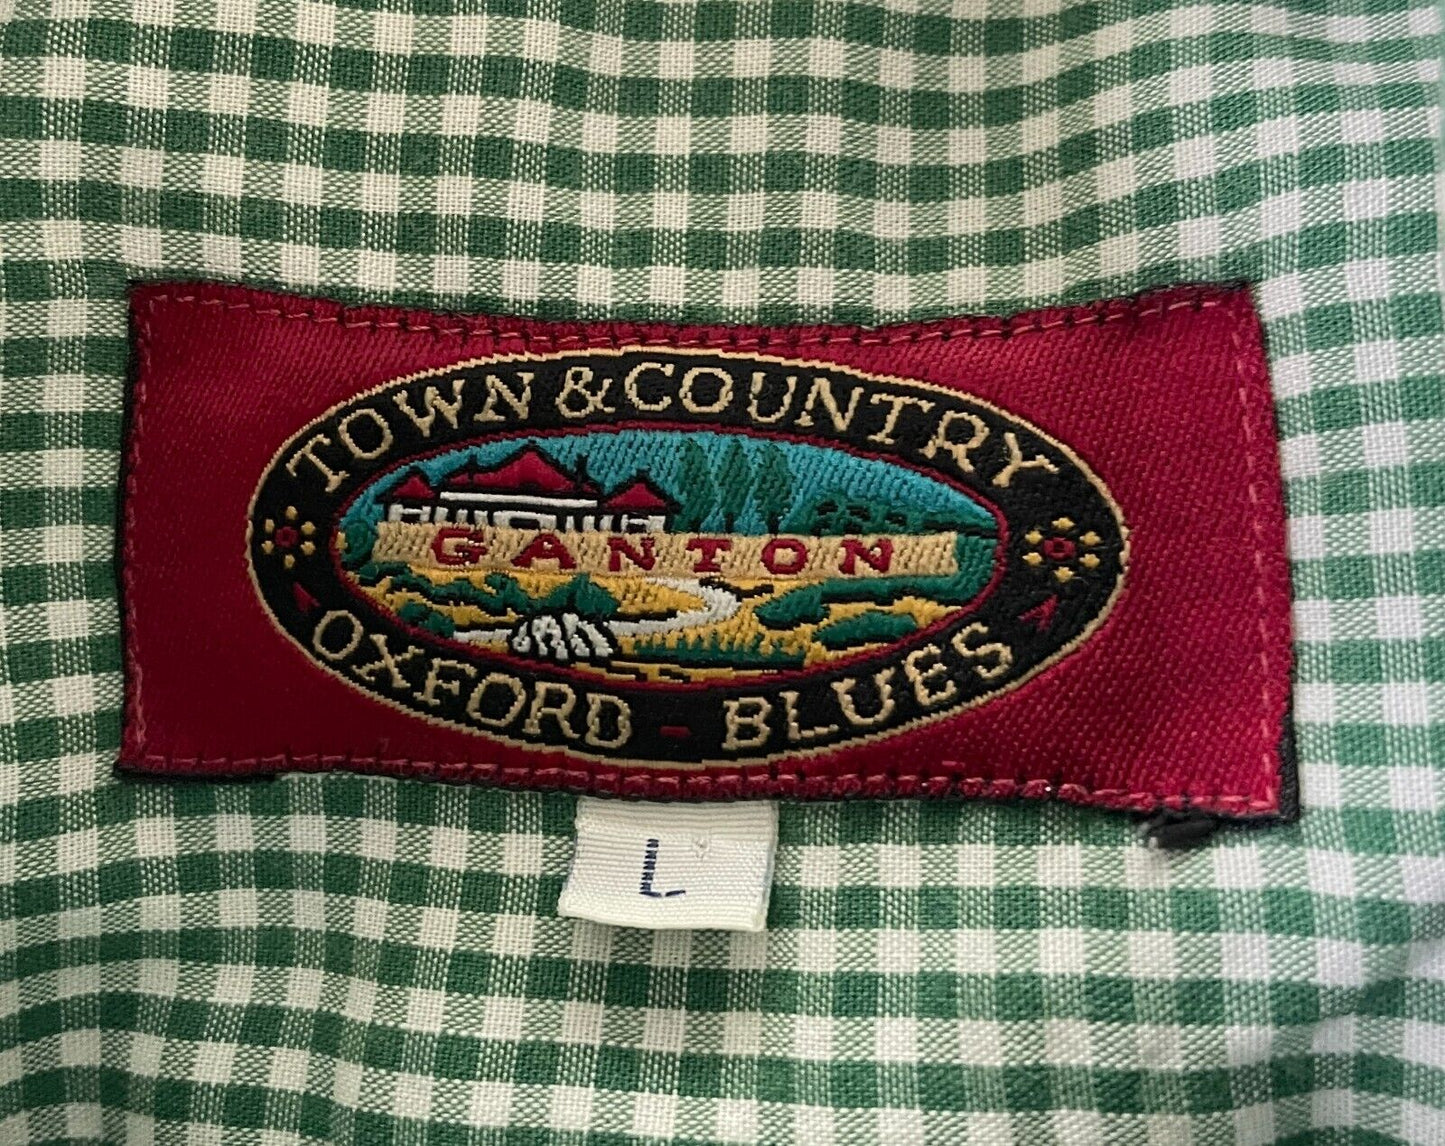 TOWN & COUNTRY
GANTON
OXFORD - BLUES
L